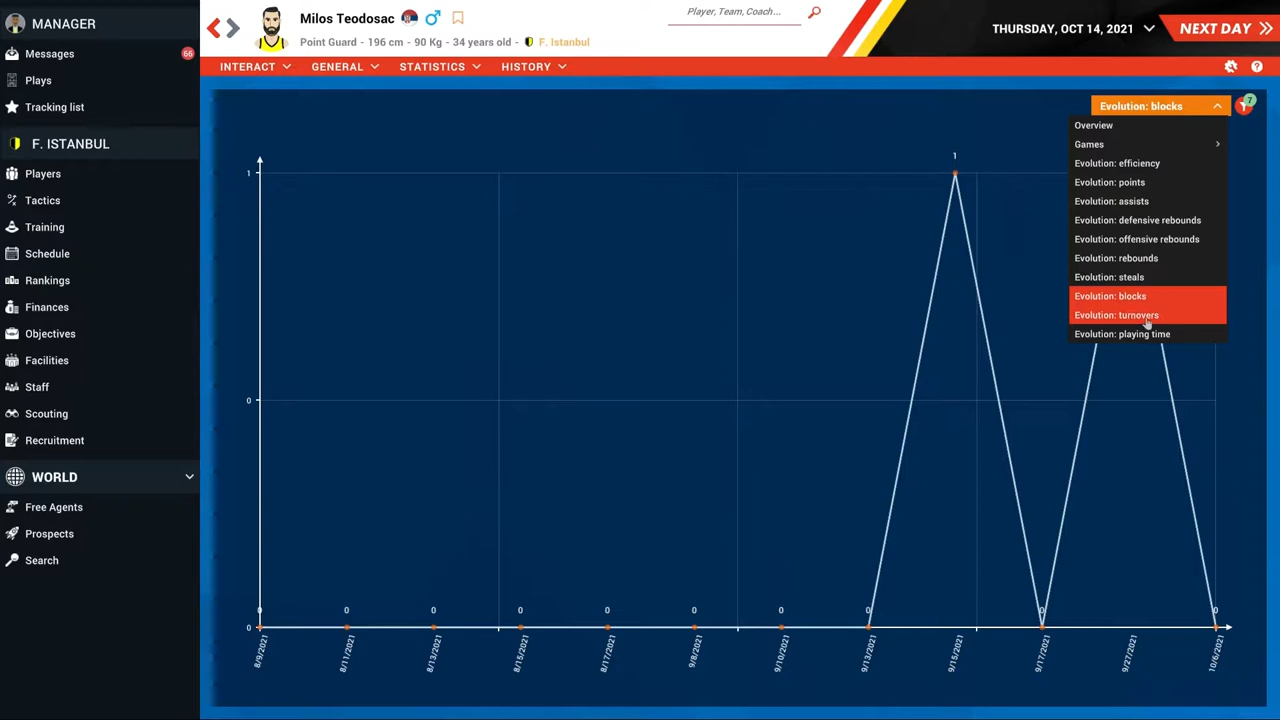 MANAGER
Messages
66
Plays
Tracking list
F. ISTANBUL
Players
Tactics
Training
Schedule
Rankings
Finances
Objectives
Facilities
Staff
Scouting
Recruitment
WORLD
Free Agents
Prospects
Search
Milos Teodosac
Point Guard - 196 cm - 90 Kg - 34 years old - F. Istanbul
Player, Team, Coach...
THURSDAY, OCT 14, 2021
NEXT DAY
INTERACT GENERAL STATISTICS HISTORY
?
Evolution: blocks
7
Overview
Games
Evolution: efficiency
Evolution: points
Evolution: assists
Evolution: defensive rebounds
Evolution: offensive rebounds
Evolution: rebounds
Evolution: steals
Evolution: blocks
Evolution: turnovers
Evolution: playing time
1
1
0
0 0 0 0 0 0 0 0 0 0
0
8/9/2021 8/11/2021 8/13/2021 8/15/2021 8/17/2021 9/8/2021 9/10/2021 9/13/2021 9/15/2021 9/17/2021 9/27/2021 10/6/2021